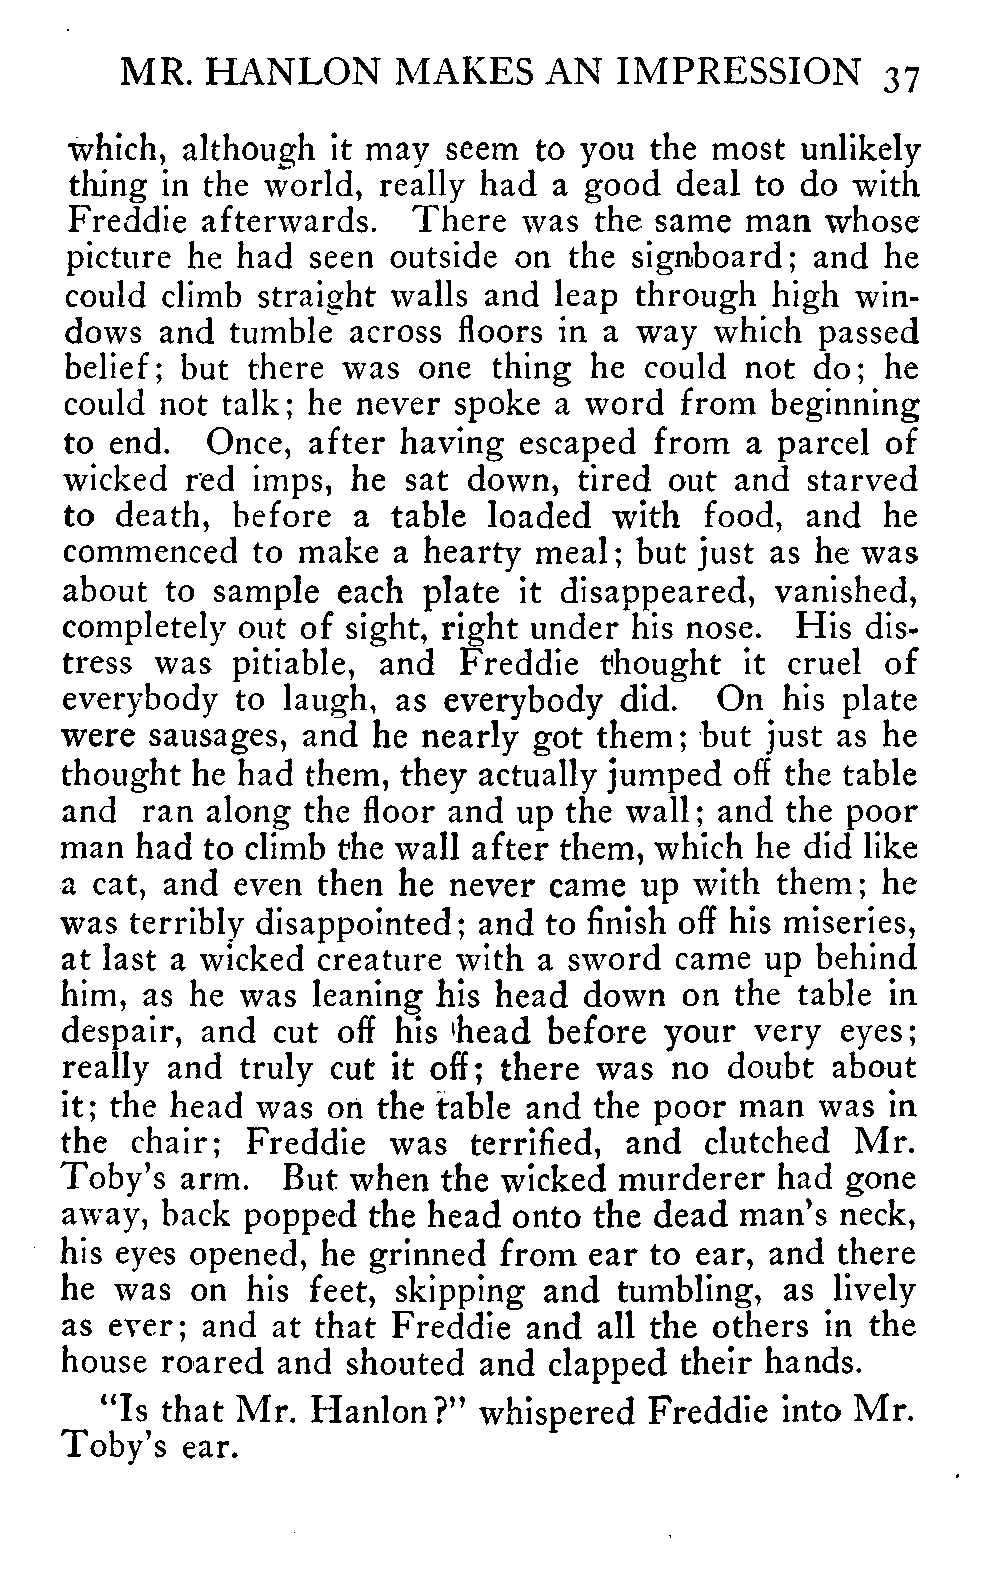 MR. HANLON MAKES AN IMPRESSION 37
which, although it may seem to you the most unlikely
thing in the world, really had a good deal to do with
Freddie afterwards. There was the same man whose
picture he had seen outside on the signboard; and he
could climb straight walls and leap through high win-
dows and tumble across floors in a way which passed
belief; but there was one thing he could not do; he
could not talk; he never spoke a word from beginning
to end. Once, after having escaped from a parcel of
wicked red imps, he sat down, tired out and starved
to death, before a table loaded with food, and he
commenced to make a hearty meal; but just as he was
about to sample each plate it disappeared, vanished,
completely out of sight, right under his nose. His dis-
tress was pitiable, and Freddie thought it cruel of
everybody to laugh, as everybody did. On his plate
were sausages, and he nearly got them; but just as he
thought he had them, they actually jumped off the table
and ran along the floor and up the wall; and the poor
man had to climb the wall after them, which he did like
a cat, and even then he never came up with them; he
was terribly disappointed; and to finish off his miseries,
at last a wicked creature with a sword came up behind
him, as he was leaning his head down on the table in
despair, and cut off his head before your very eyes;
really and truly cut it off; there was no doubt about
it; the head was on the table and the poor man was in
the chair; Freddie was terrified, and clutched Mr.
Toby's arm. But when the wicked murderer had gone
away, back popped the head onto the dead man's neck,
his eyes opened, he grinned from ear to ear, and there
he was on his feet, skipping and tumbling, as lively
as ever; and at that Freddie and all the others in the
house roared and shouted and clapped their hands.
"Is that Mr. Hanlon?" whispered Freddie into Mr.
Toby's ear.